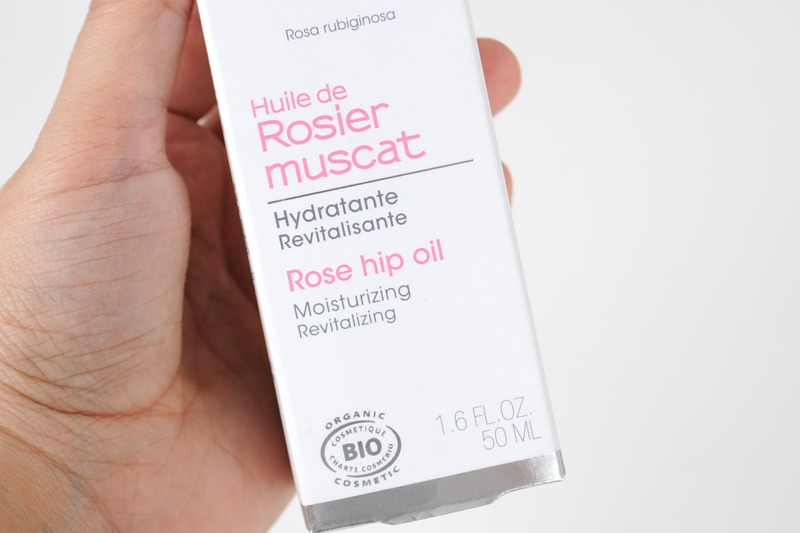 Rosa rubiginosa
Huile de
Rosier
muscat
Hydratante
Revitalisante
Rose hip oil
Moisturizing
Revitalizing
ORGANIC
COSMETIQUE
BIO
CHARTE COSMEBIO
COSMETIC
1.6 FL.OZ.
50 ML